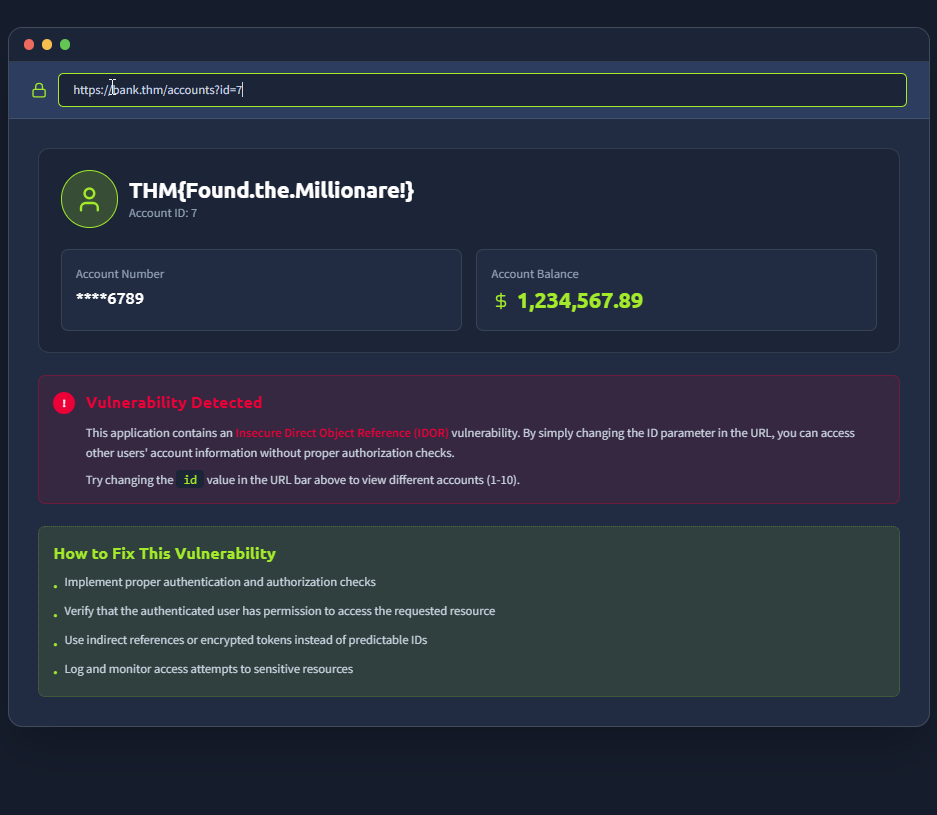 https://bank.thm/accounts?id=7
THM{Found.the.Millionare!}
Account ID: 7
Account Number
****6789
Account Balance
$ 1,234,567.89
! Vulnerability Detected
This application contains an Insecure Direct Object Reference (IDOR) vulnerability. By simply changing the ID parameter in the URL, you can access
other users' account information without proper authorization checks.
Try changing the id value in the URL bar above to view different accounts (1-10).
How to Fix This Vulnerability
• Implement proper authentication and authorization checks
• Verify that the authenticated user has permission to access the requested resource
• Use indirect references or encrypted tokens instead of predictable IDs
• Log and monitor access attempts to sensitive resources